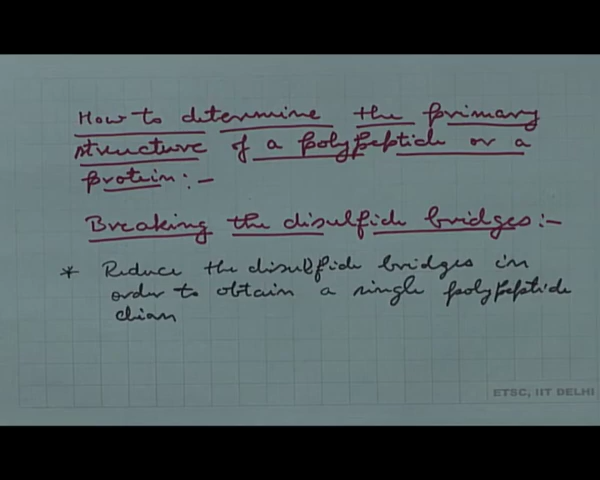 How to determine the primary
structure of a polypeptide or a
protein:-
Breaking the disulfide bridges:-
* Reduce the disulfide bridges in
order to obtain a single polypeptide
chian
ETSC, IIT DELHI